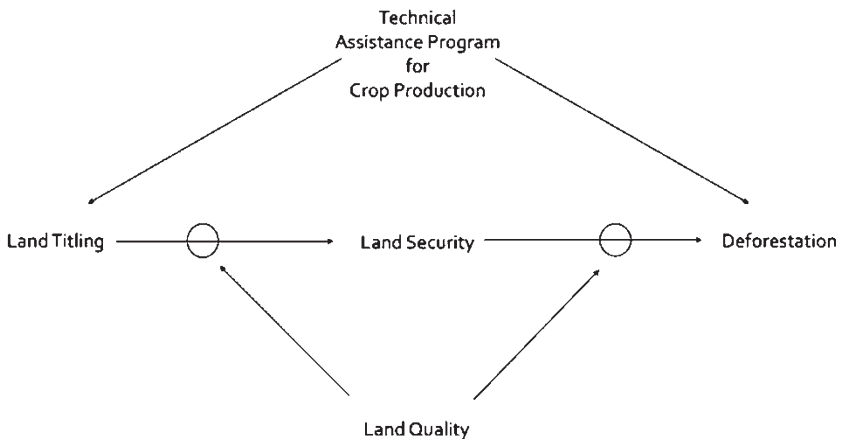 Technical
Assistance Program
for
Crop Production
Land Titling
Land Security
Deforestation
Land Quality